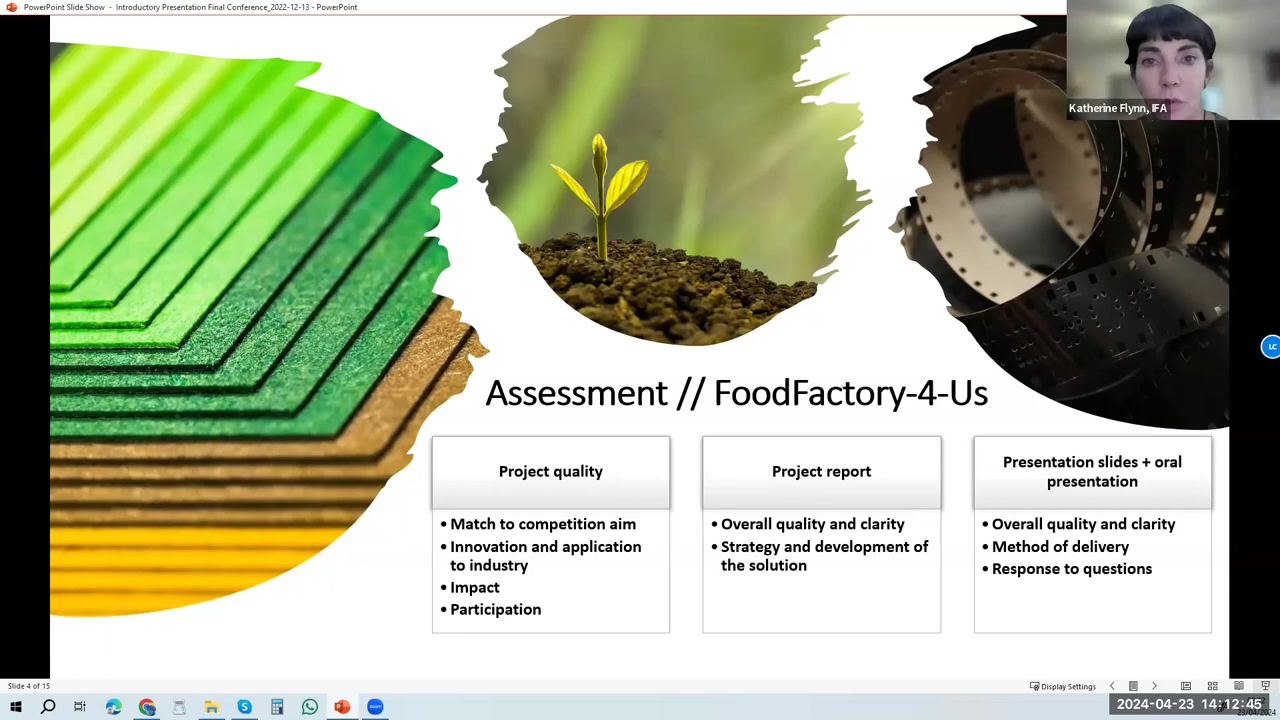 PowerPoint Slide Show - Introductory Presentation Final Conference_2022-12-13 - PowerPoint
Katherine Flynn, IFA
LC
Assessment // FoodFactory-4-Us
Project quality
• Match to competition aim
• Innovation and application
to industry
• Impact
• Participation
Project report
• Overall quality and clarity
• Strategy and development of
the solution
Presentation slides + oral
presentation
• Overall quality and clarity
• Method of delivery
• Response to questions
Slide 4 of 15
Display Settings
2024-04-23 14:12:45